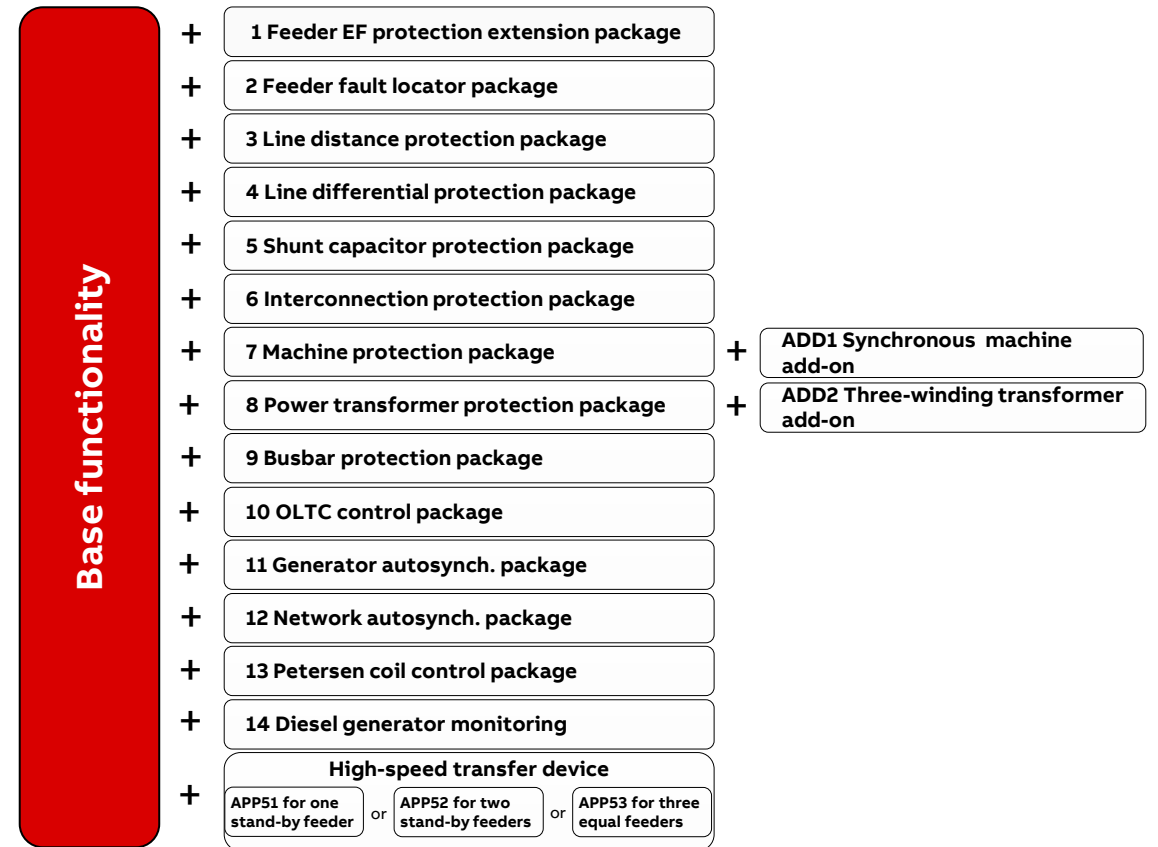 Base functionality
+ 1 Feeder EF protection extension package
+ 2 Feeder fault locator package
+ 3 Line distance protection package
+ 4 Line differential protection package
+ 5 Shunt capacitor protection package
+ 6 Interconnection protection package
+ 7 Machine protection package
+ ADD1 Synchronous machine
add-on
+ 8 Power transformer protection package
+ ADD2 Three-winding transformer
add-on
+ 9 Busbar protection package
+ 10 OLTC control package
+ 11 Generator autosynch. package
+ 12 Network autosynch. package
+ 13 Petersen coil control package
+ 14 Diesel generator monitoring
+ High-speed transfer device
APP51 for one
stand-by feeder
or
APP52 for two
stand-by feeders
or
APP53 for three
equal feeders